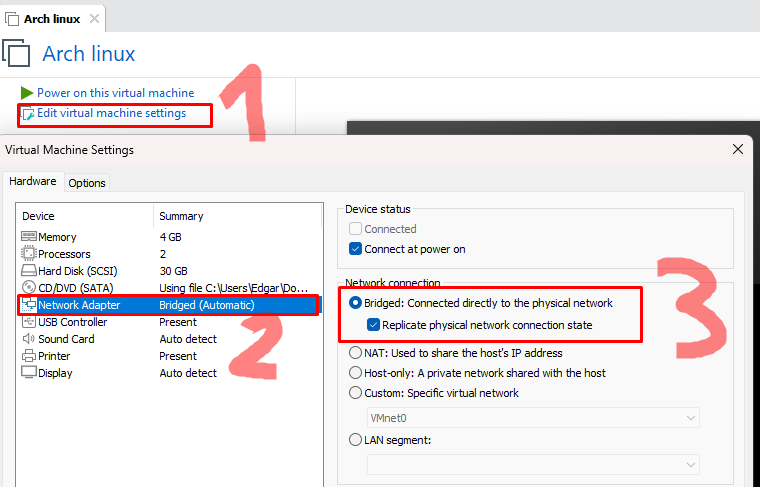 Arch linux
Arch linux
1
Power on this virtual machine
Edit virtual machine settings
Virtual Machine Settings
Hardware
Options
Device Summary
Memory 4 GB
Processors 2
Hard Disk (SCSI) 30 GB
CD/DVD (SATA) Using file C:\Users\Edgar\Do...
Network Adapter Bridged (Automatic)
USB Controller Present
Sound Card Auto detect
Printer Present
Display Auto detect
2
Device status
Connected
Connect at power on
Network connection
Bridged: Connected directly to the physical network
Replicate physical network connection state
3
NAT: Used to share the host's IP address
Host-only: A private network shared with the host
Custom: Specific virtual network
VMnet0
LAN segment: